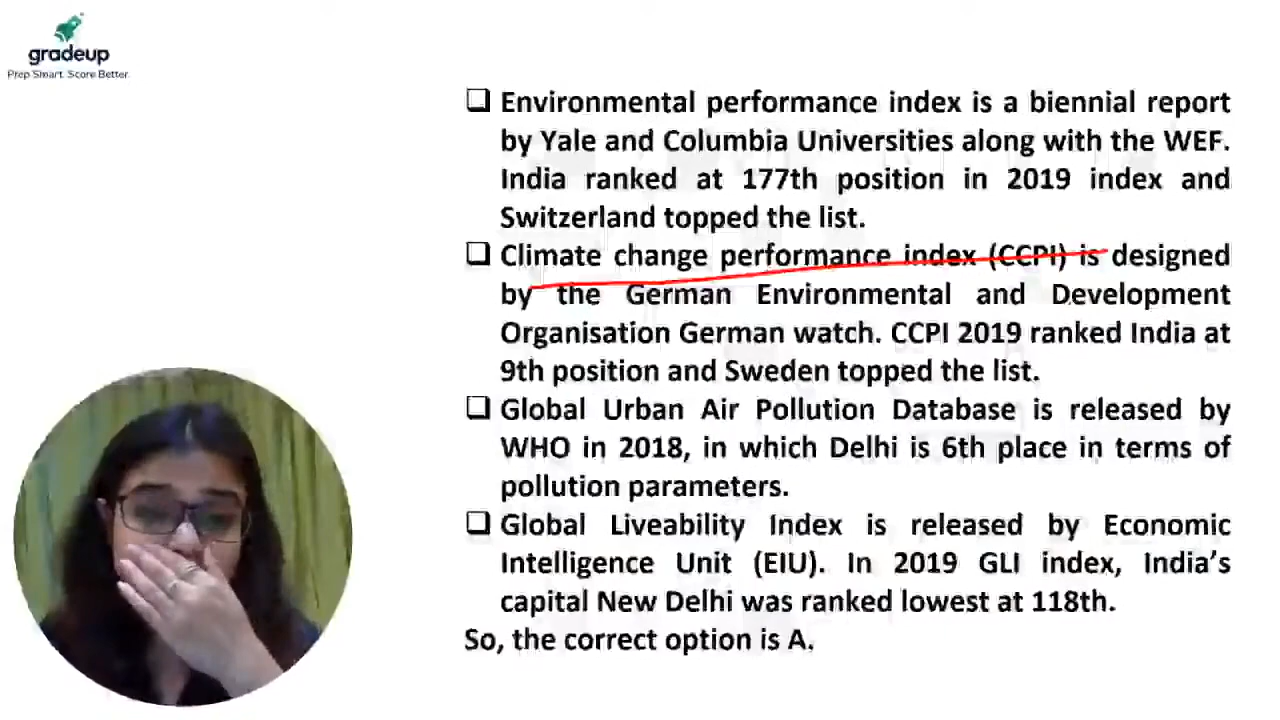 gradeup
Prep Smart. Score Better.
❑ Environmental performance index is a biennial report
by Yale and Columbia Universities along with the WEF.
India ranked at 177th position in 2019 index and
Switzerland topped the list.
❑ Climate change performance index (CCPI) is designed
by the German Environmental and Development
Organisation German watch. CCPI 2019 ranked India at
9th position and Sweden topped the list.
❑ Global Urban Air Pollution Database is released by
WHO in 2018, in which Delhi is 6th place in terms of
pollution parameters.
❑ Global Liveability Index is released by Economic
Intelligence Unit (EIU). In 2019 GLI index, India’s
capital New Delhi was ranked lowest at 118th.
So, the correct option is A.